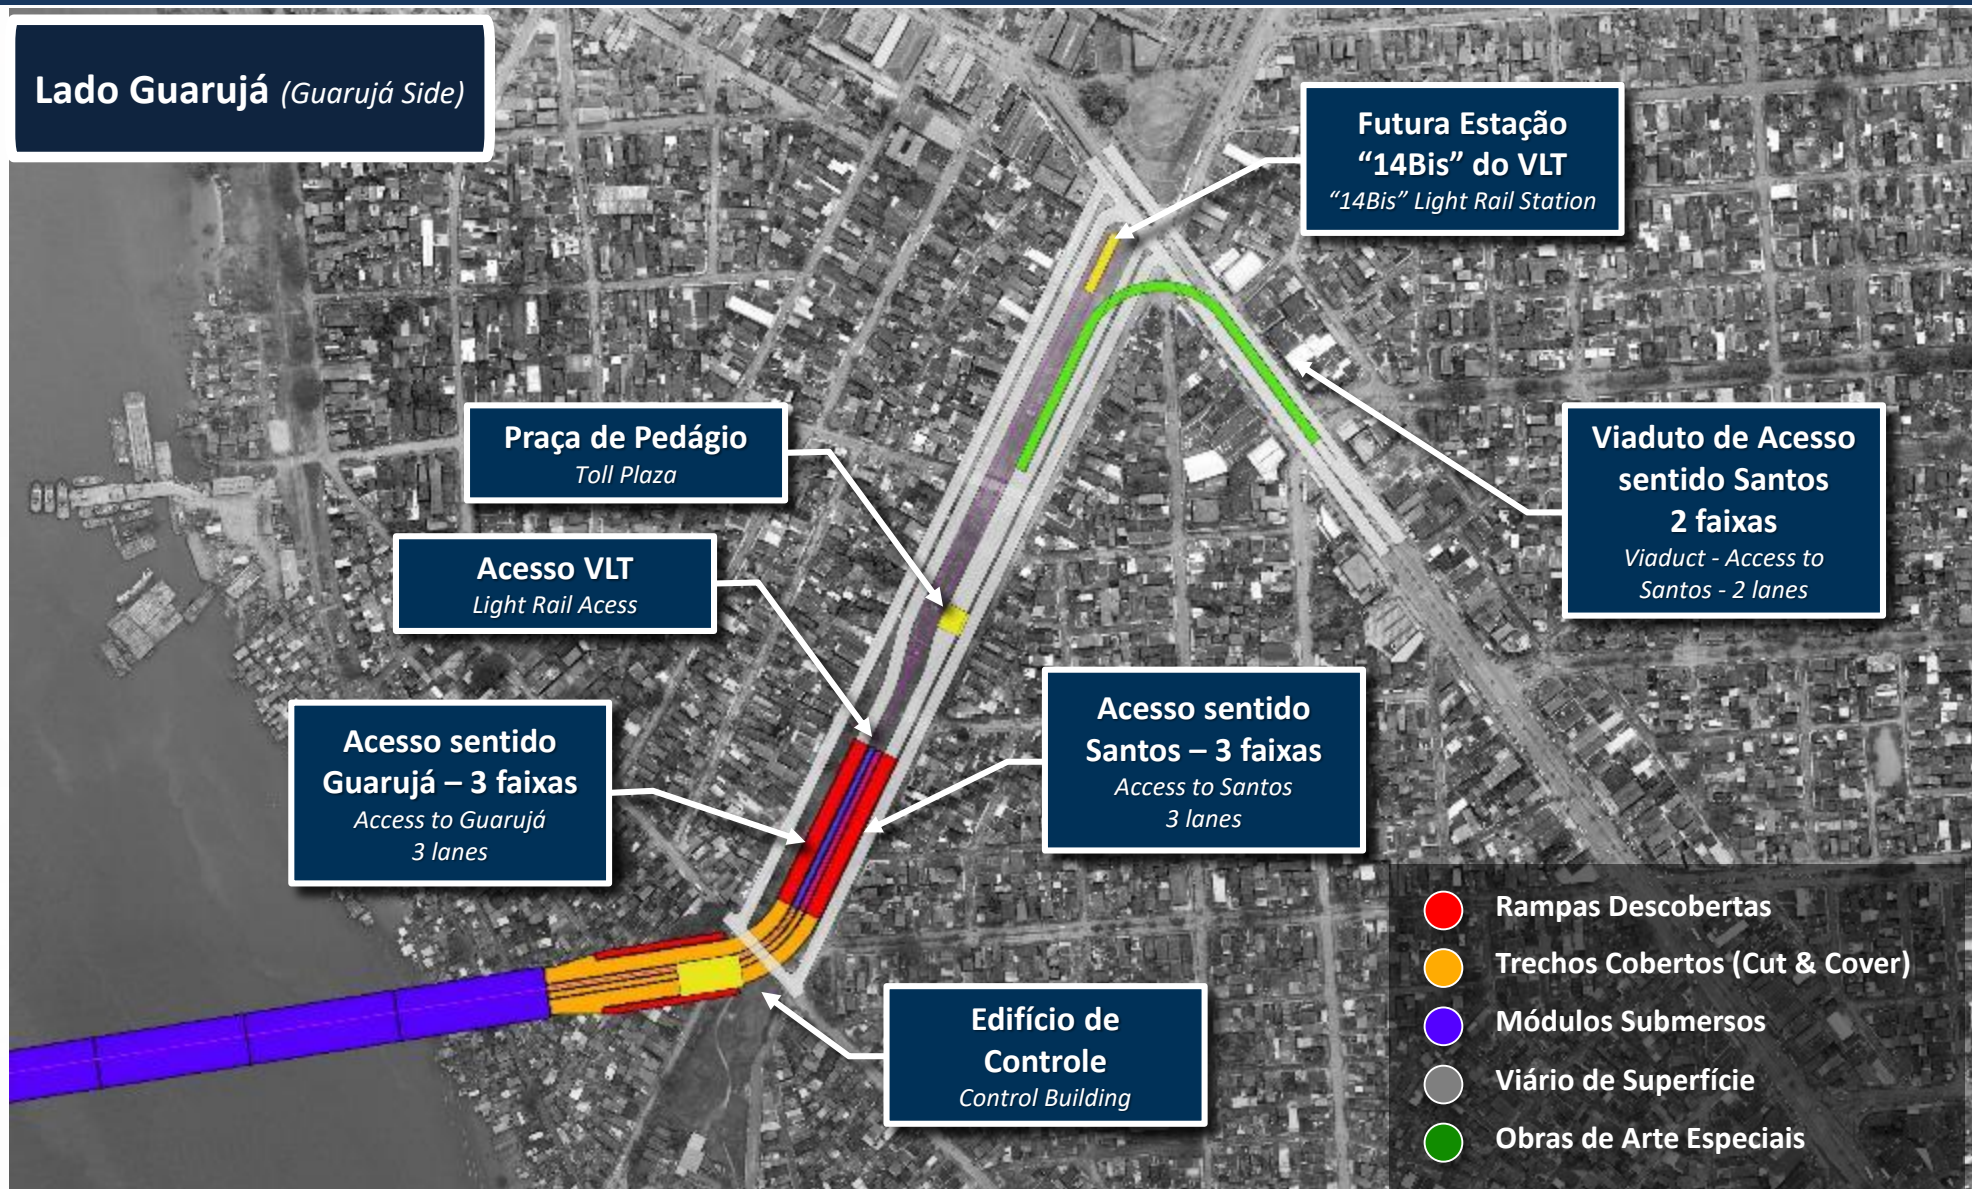 Lado Guarujá (Guarujá Side)
Futura Estação
“14Bis” do VLT
“14Bis” Light Rail Station
Praça de Pedágio
Toll Plaza
Viaduto de Acesso
sentido Santos
2 faixas
Viaduct - Access to
Santos - 2 lanes
Acesso VLT
Light Rail Acess
Acesso sentido
Guarujá – 3 faixas
Access to Guarujá
3 lanes
Acesso sentido
Santos – 3 faixas
Access to Santos
3 lanes
Edifício de
Controle
Control Building
Rampas Descobertas
Trechos Cobertos (Cut & Cover)
Módulos Submersos
Viário de Superfície
Obras de Arte Especiais